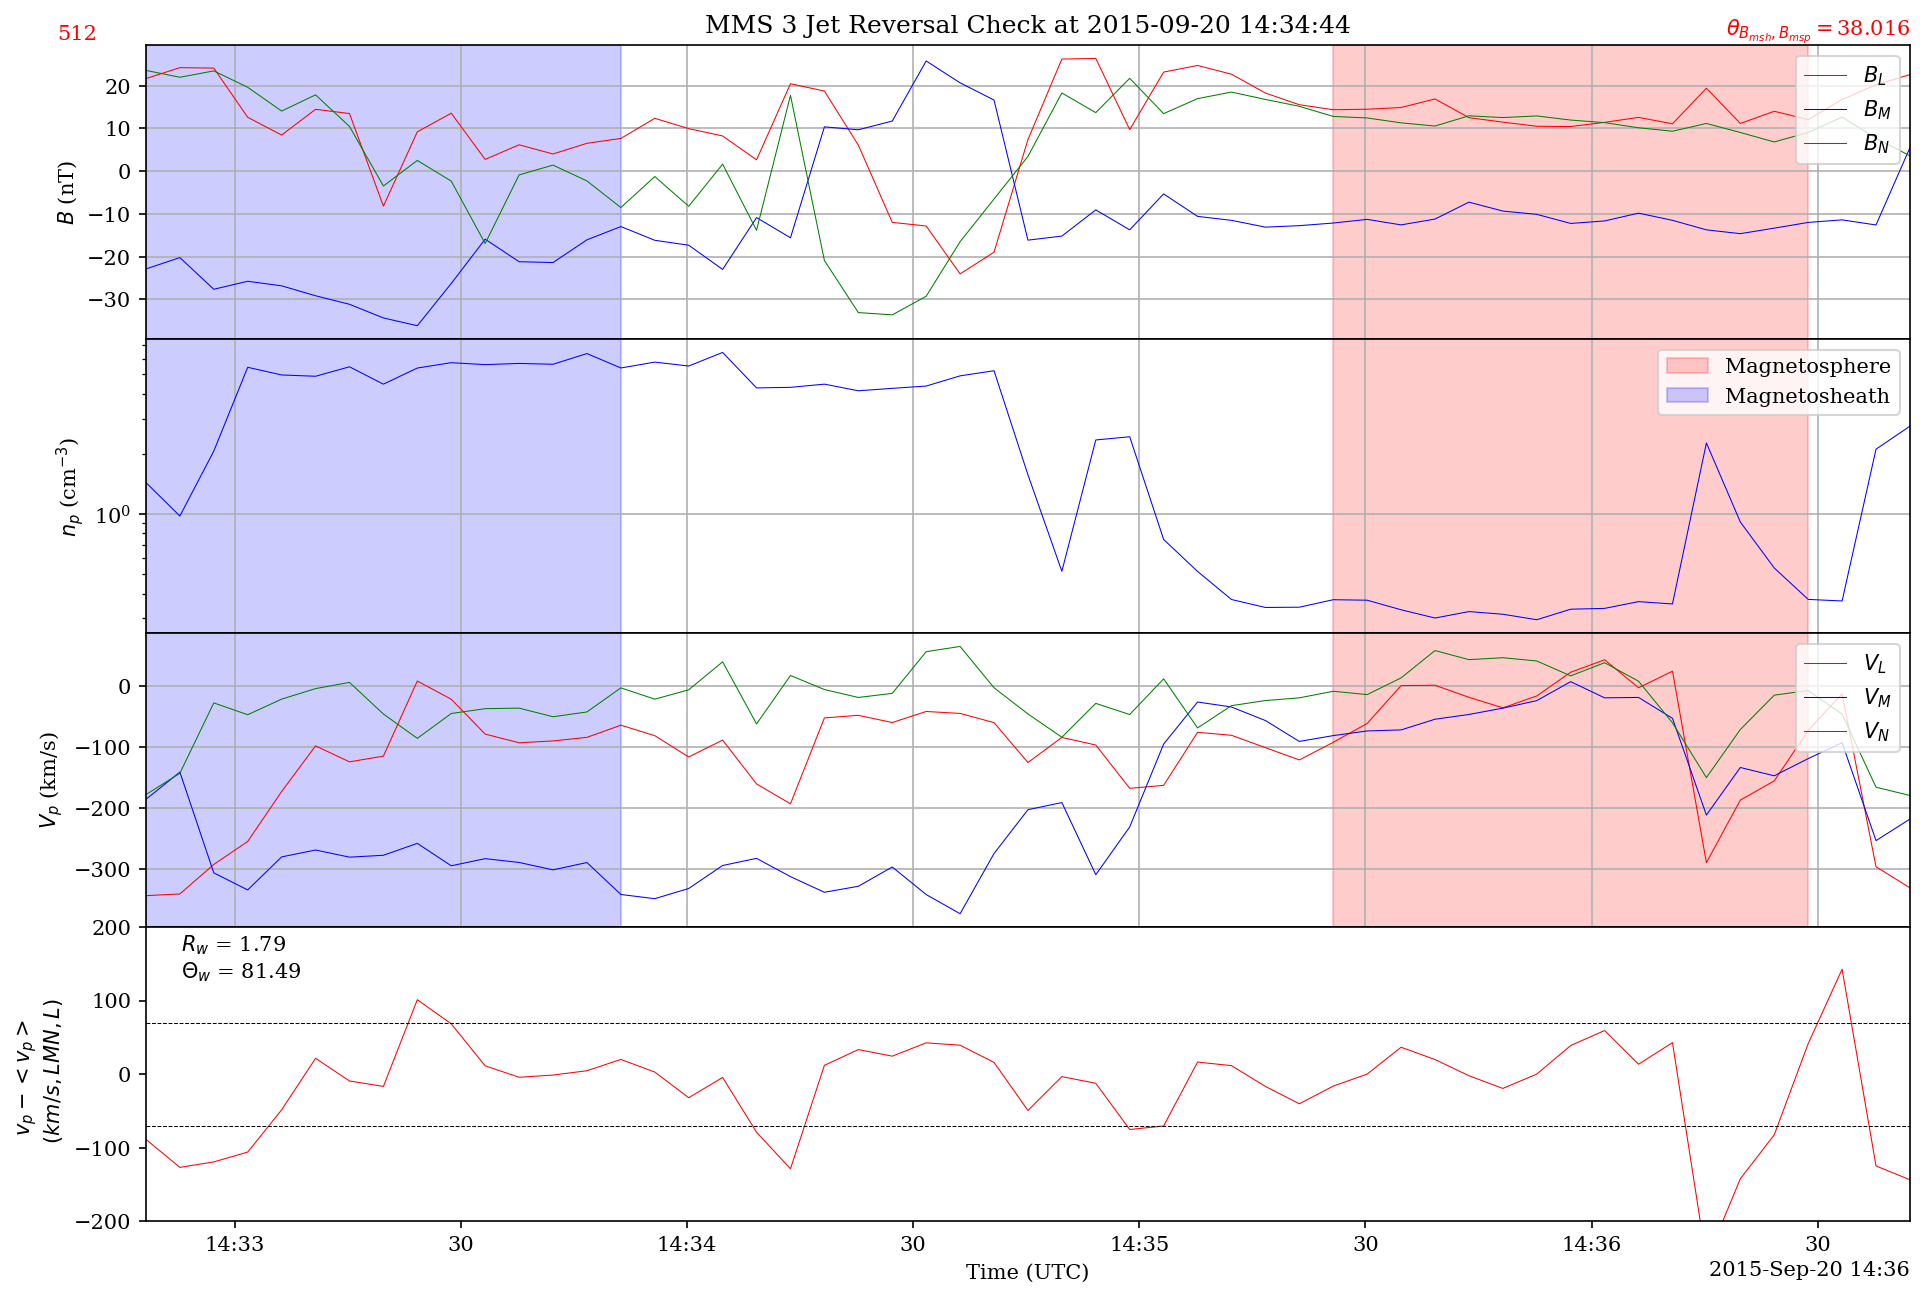 512
MMS 3 Jet Reversal Check at 2015-09-20 14:34:44
θ_{B_{msh}, B_{msp}} = 38.016
20
10
0
−10
−20
−30
B (nT)
B_L
B_M
B_N
10^0
n_p (cm^{-3})
Magnetosphere
Magnetosheath
0
−100
−200
−300
V_p (km/s)
V_L
V_M
V_N
200
100
0
−100
−200
v_p − < v_p >
(km/s, LMN, L)
R_w = 1.79
Θ_w = 81.49
14:33 30 14:34 30 14:35 30 14:36 30
Time (UTC)
2015-Sep-20 14:36